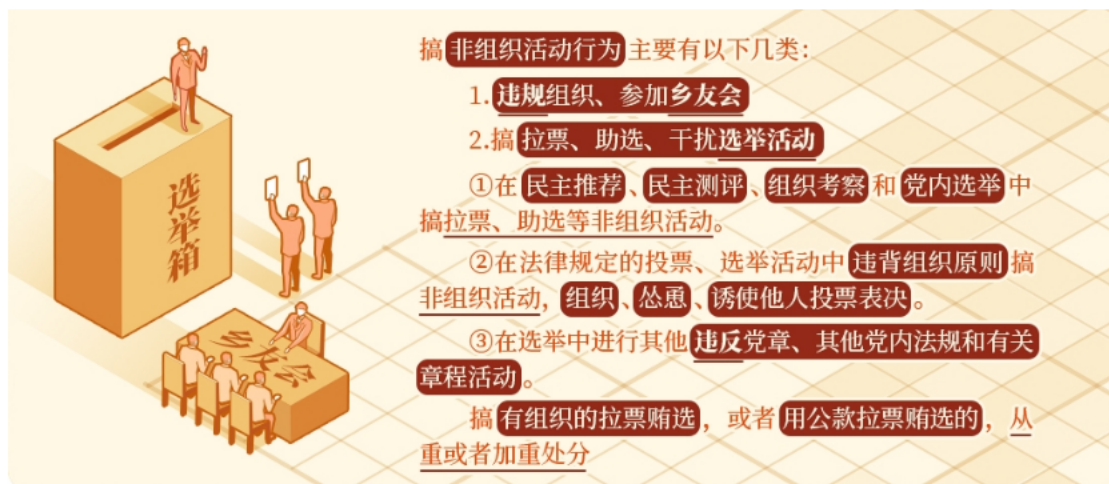 选举箱
乡友会
搞非组织活动行为主要有以下几类：
1.违规组织、参加乡友会
2.搞拉票、助选、干扰选举活动
①在民主推荐、民主测评、组织考察和党内选举中
搞拉票、助选等非组织活动。
②在法律规定的投票、选举活动中违背组织原则搞
非组织活动，组织、怂恿、诱使他人投票表决。
③在选举中进行其他违反党章、其他党内法规和有关
章程活动。
搞有组织的拉票贿选，或者用公款拉票贿选的，从
重或者加重处分